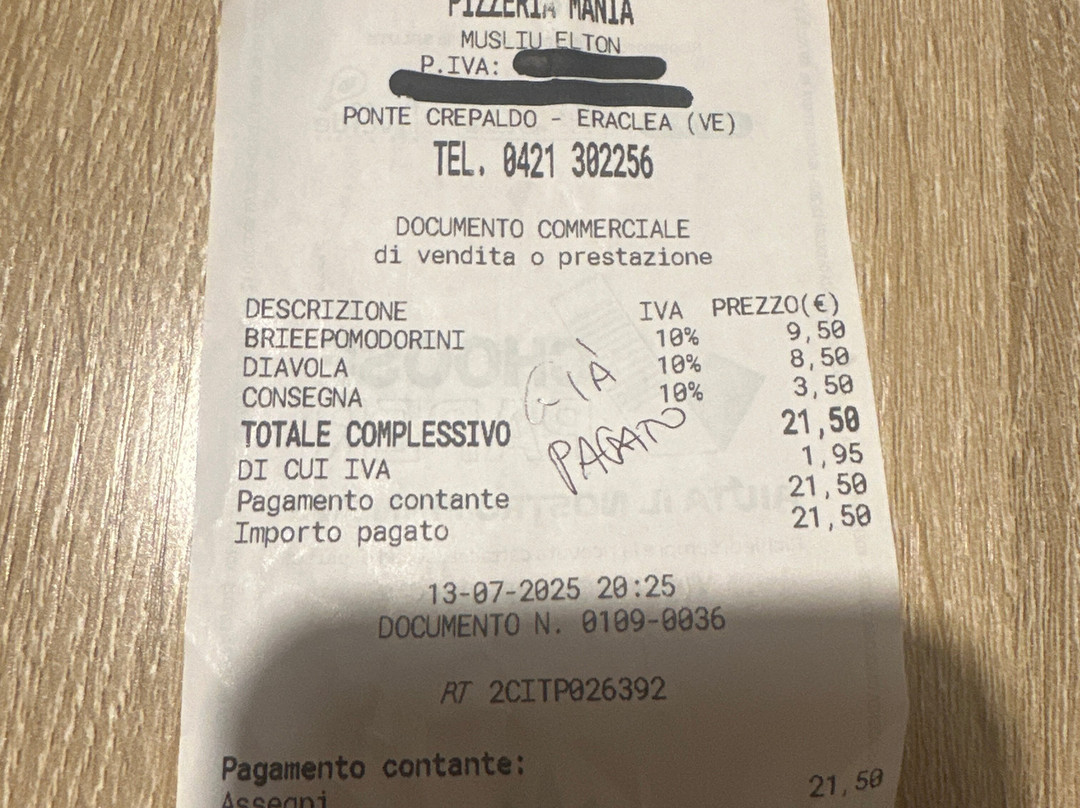 PIZZERIA MANIA
MUSLIU ELTON
P.IVA:
PONTE CREPALDO - ERACLEA (VE)
TEL. 0421 302256
DOCUMENTO COMMERCIALE
di vendita o prestazione
DESCRIZIONE IVA PREZZO(€)
BRIEEPOMODORINI 10% 9,50
DIAVOLA 10% 8,50
CONSEGNA 10% 3,50
GIÀ
PAGATO
TOTALE COMPLESSIVO 21,50
DI CUI IVA 1,95
Pagamento contante 21,50
Importo pagato 21,50
13-07-2025 20:25
DOCUMENTO N. 0109-0036
RT 2CITP026392
Pagamento contante: 21,50
Assegni